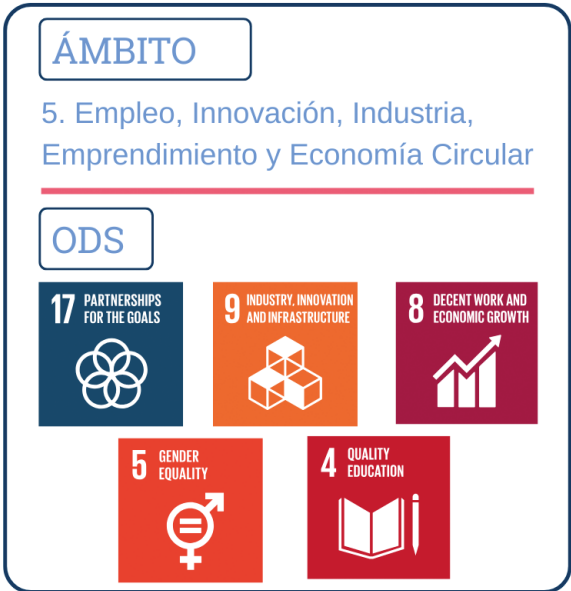 ÁMBITO
5. Empleo, Innovación, Industria,
Emprendimiento y Economía Circular
ODS
17 PARTNERSHIPS
FOR THE GOALS
9 INDUSTRY, INNOVATION
AND INFRASTRUCTURE
8 DECENT WORK AND
ECONOMIC GROWTH
5 GENDER
EQUALITY
4 QUALITY
EDUCATION